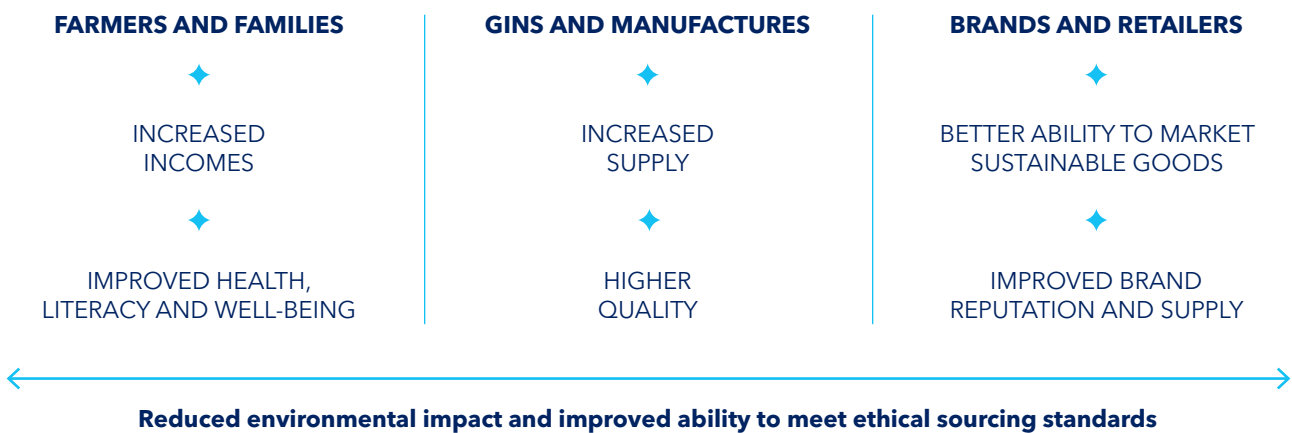 FARMERS AND FAMILIES
INCREASED
INCOMES
IMPROVED HEALTH,
LITERACY AND WELL-BEING
GINS AND MANUFACTURES
INCREASED
SUPPLY
HIGHER
QUALITY
BRANDS AND RETAILERS
BETTER ABILITY TO MARKET
SUSTAINABLE GOODS
IMPROVED BRAND
REPUTATION AND SUPPLY
Reduced environmental impact and improved ability to meet ethical sourcing standards